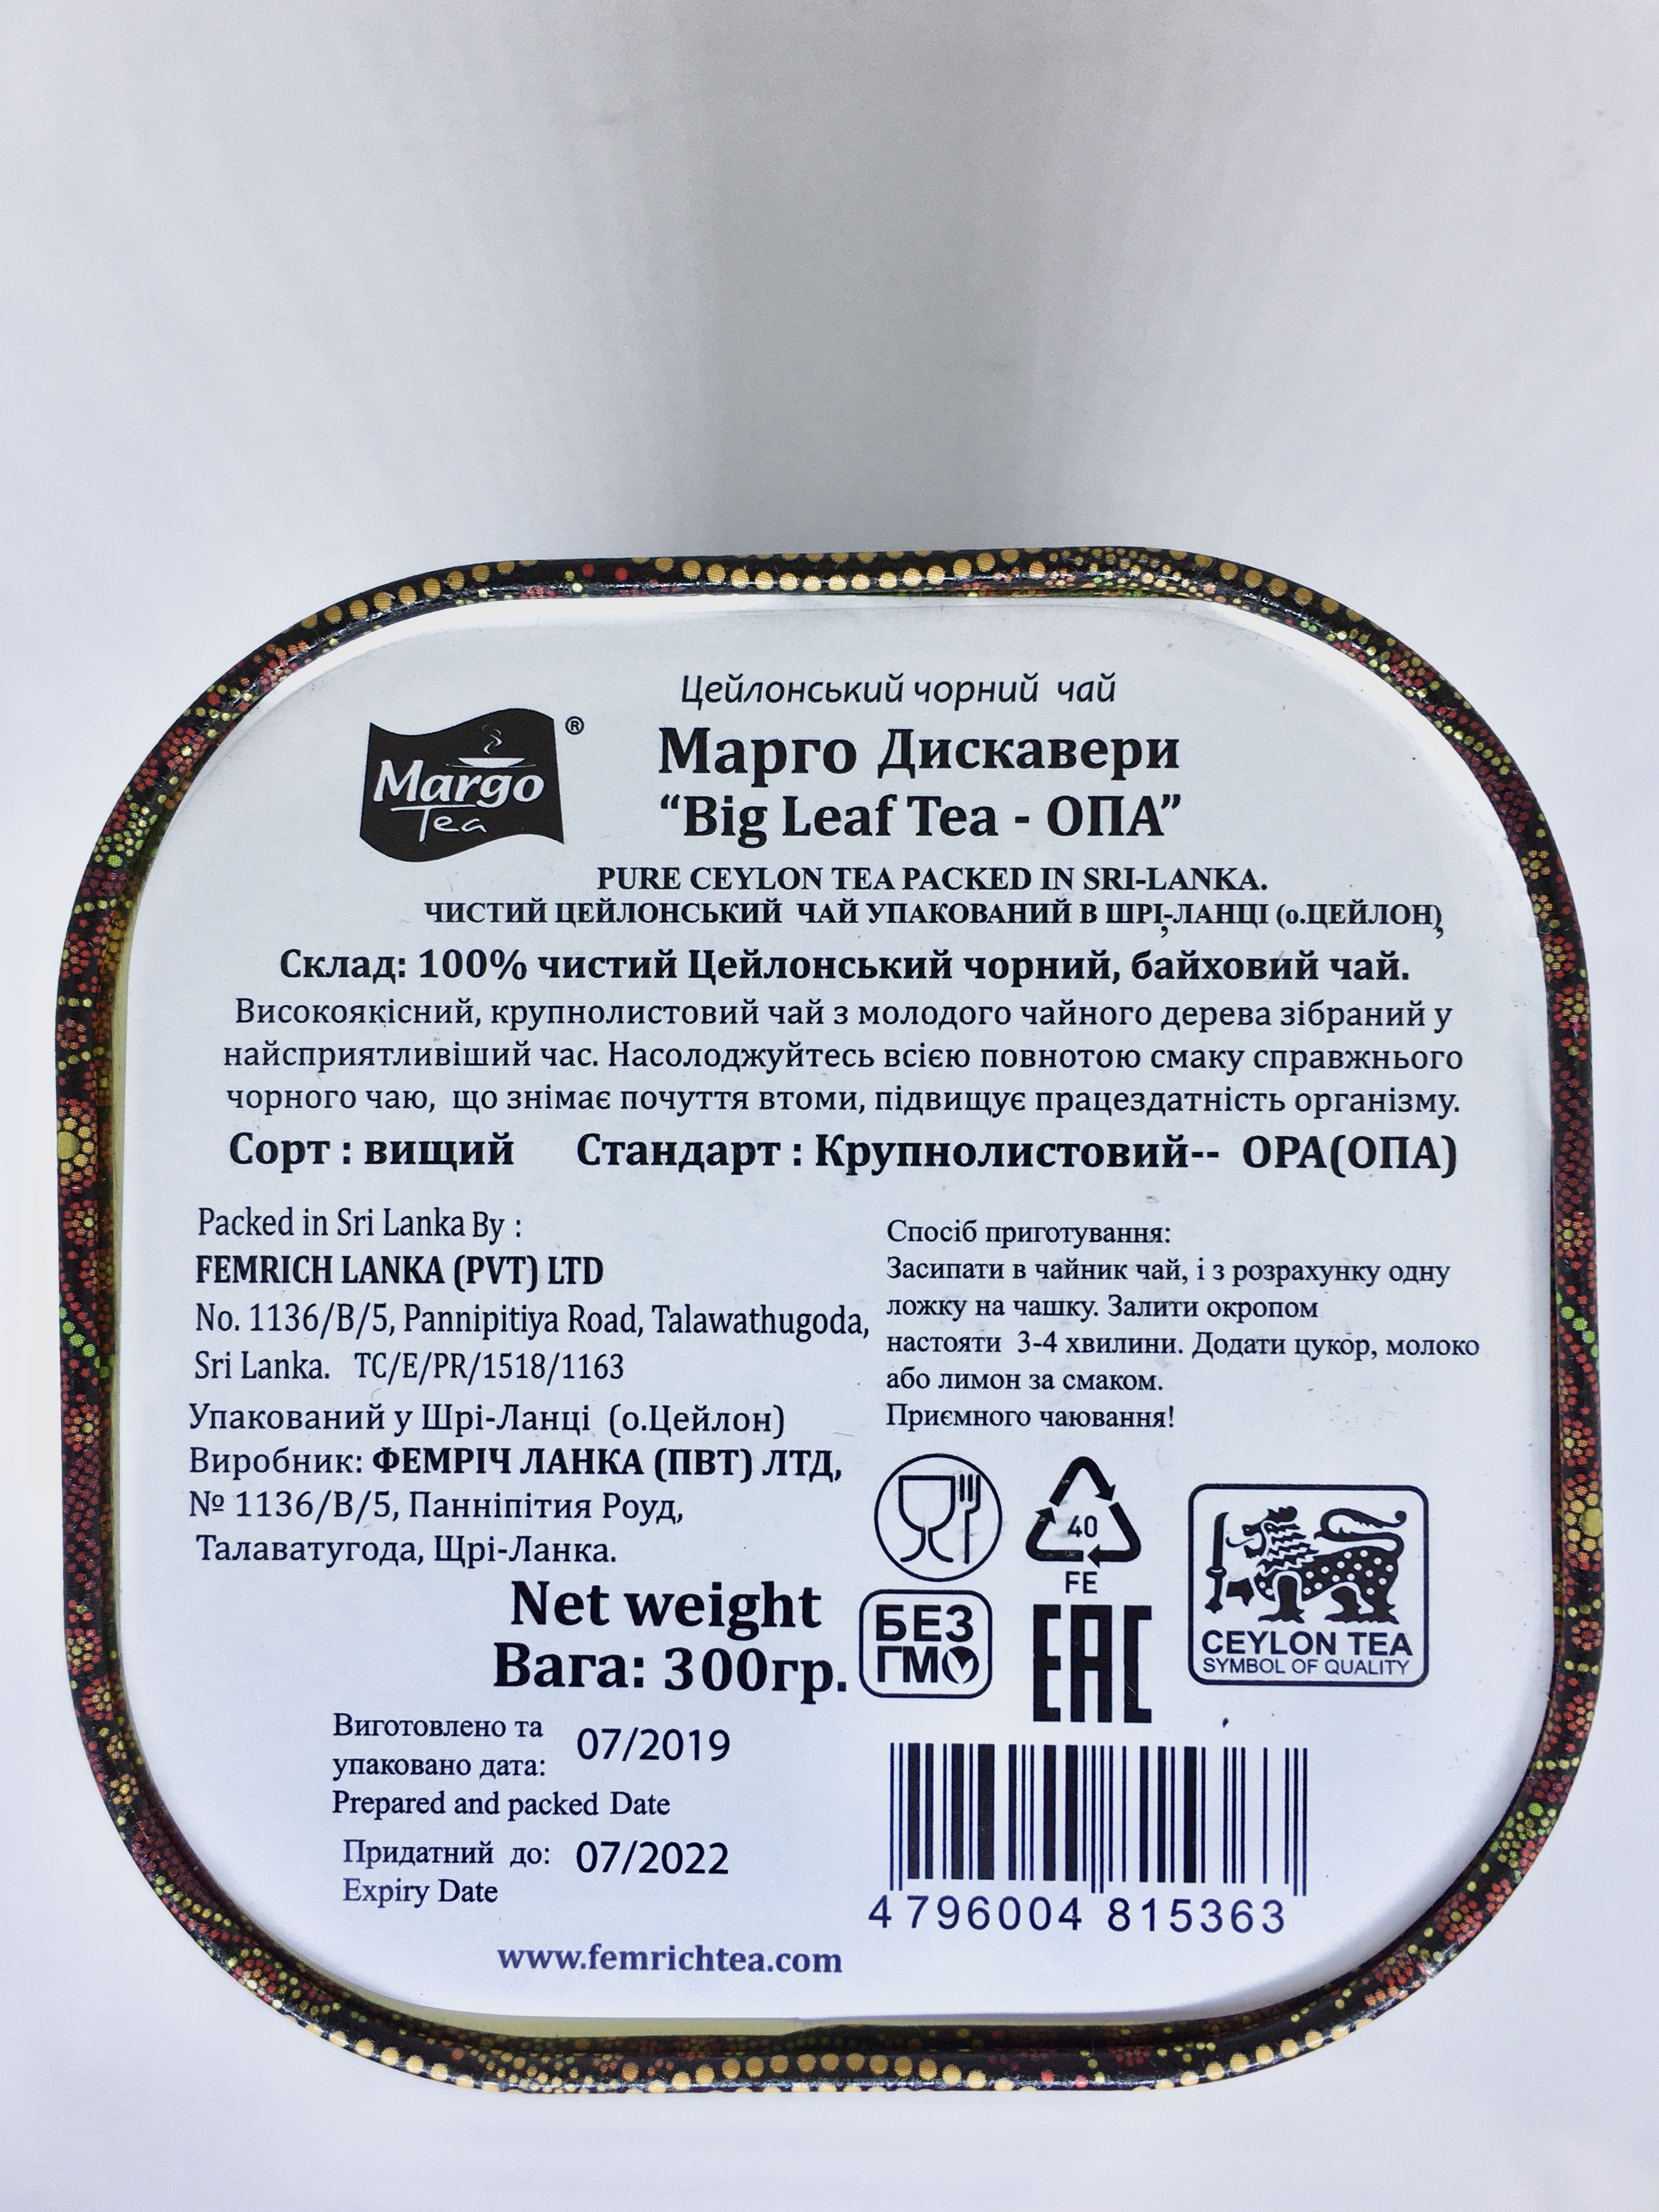 Цейлонський чорний чай
Margo
Tea
®
Марго Дискавери
“Big Leaf Tea - ОПА”
PURE CEYLON TEA PACKED IN SRI-LANKA.
ЧИСТИЙ ЦЕЙЛОНСЬКИЙ ЧАЙ УПАКОВАНИЙ В ШРІ,-ЛАНЦІ (о.ЦЕЙЛОН),
Склад: 100% чистий Цейлонський чорний, байховий чай.
Високоякісний, крупнолистовий чай з молодого чайного дерева зібраний у
найсприятливіший час. Насолоджуйтесь всією повнотою смаку справжнього
чорного чаю, що знімає почуття втоми, підвищує працездатність організму.
Сорт : вищий Стандарт : Крупнолистовий-- OPA(ОПА)
Packed in Sri Lanka By :
FEMRICH LANKA (PVT) LTD
No. 1136/B/5, Pannipitiya Road, Talawathugoda,
Sri Lanka. TC/E/PR/1518/1163
Упакований у Шрі-Ланці (о.Цейлон)
Виробник: ФЕМРІЧ ЛАНКА (ПВТ) ЛТД,
№ 1136/B/5, Панніпітия Роуд,
Талаватугода, Щрі-Ланка.
Спосіб приготування:
Засипати в чайник чай, і з розрахунку одну
ложку на чашку. Залити окропом
настояти 3-4 хвилини. Додати цукор, молоко
або лимон за смаком.
Приємного чаювання!
40
FE
Net weight
Вага: 300гр.
БЕЗ
ГМО
EAC
CEYLON TEA
SYMBOL OF QUALITY
Виготовлено та
упаковано дата: 07/2019
Prepared and packed Date
Придатний до: 07/2022
Expiry Date
4 796004 815363
www.femrichtea.com